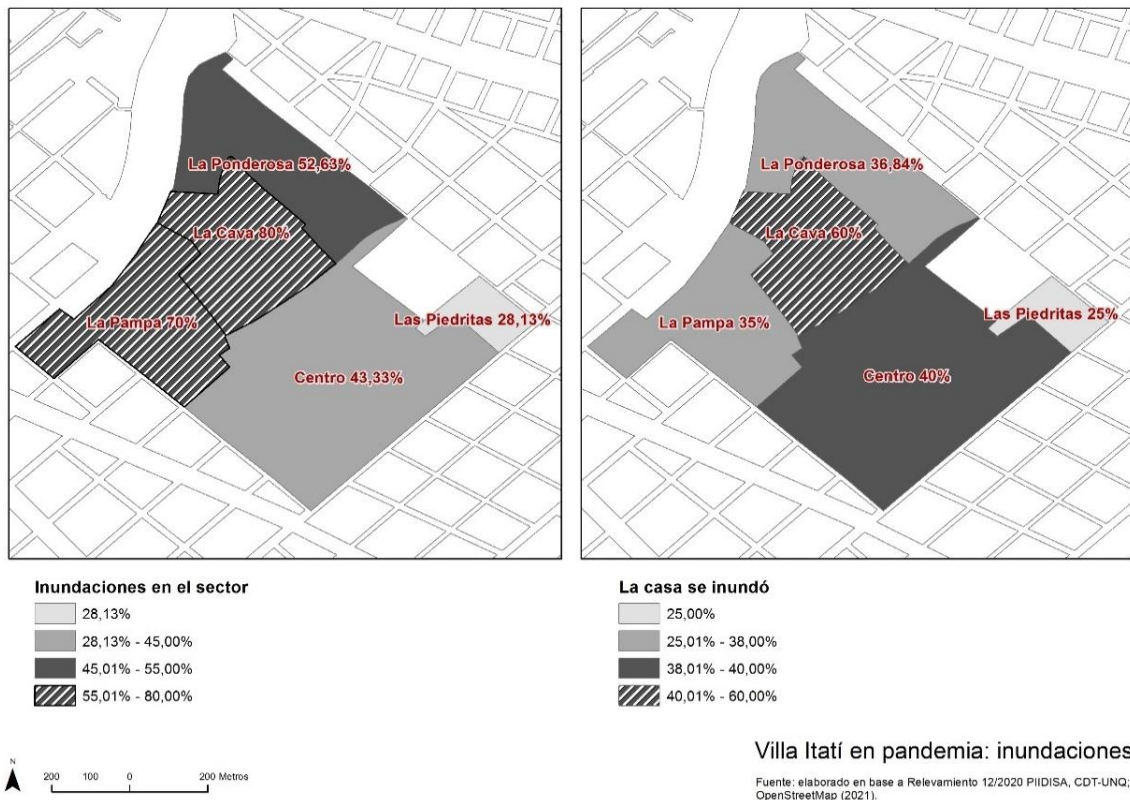 La Ponderosa 52,63%
La Cava 80%
La Pampa 70%
Las Piedritas 28,13%
Centro 43,33%
La Ponderosa 36,84%
La Cava 60%
La Pampa 35%
Las Piedritas 25%
Centro 40%
Inundaciones en el sector
28,13%
28,13% - 45,00%
45,01% - 55,00%
55,01% - 80,00%
La casa se inundó
25,00%
25,01% - 38,00%
38,01% - 40,00%
40,01% - 60,00%
N
200 100 0 200 Metros
Villa Itatí en pandemia: inundaciones
Fuente: elaborado en base a Relevamiento 12/2020 PIIDISA, CDT-UNQ;
OpenStreetMap (2021).